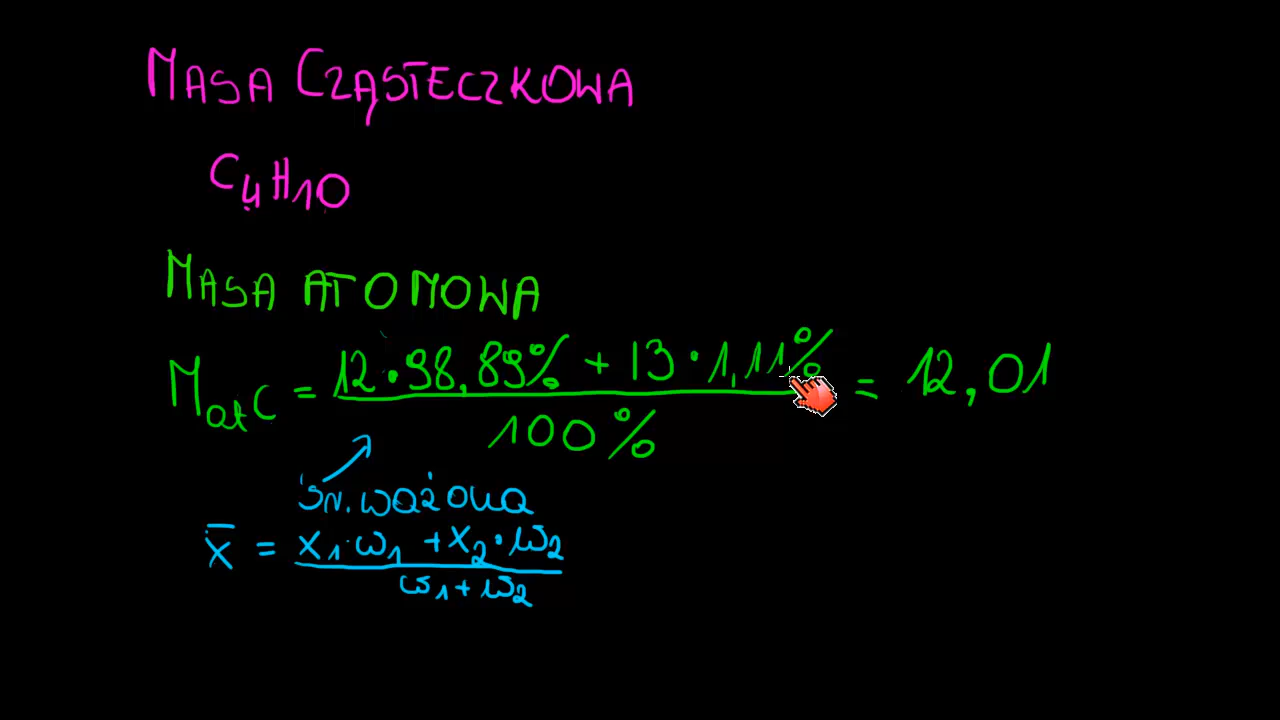 MASA CZĄSTECZKOWA
C4H10
MASA ATOMOWA
MatC = 12·98,89% + 13·1,11% / 100% = 12,01
ŚR. WAŻONA
x̄ = x1·w1 + x2·w2 / w1 + w2